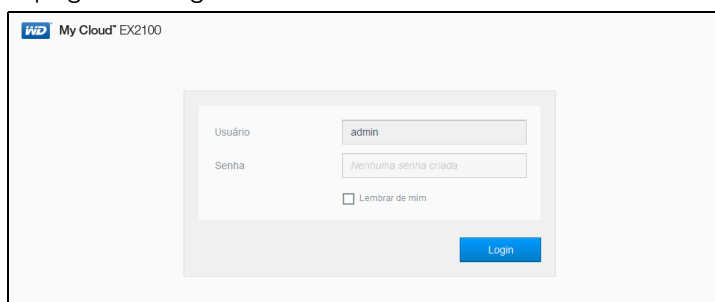 WD My Cloud™ EX2100
Usuário admin
Senha Nenhuma senha criada
Lembrar de mim
Login